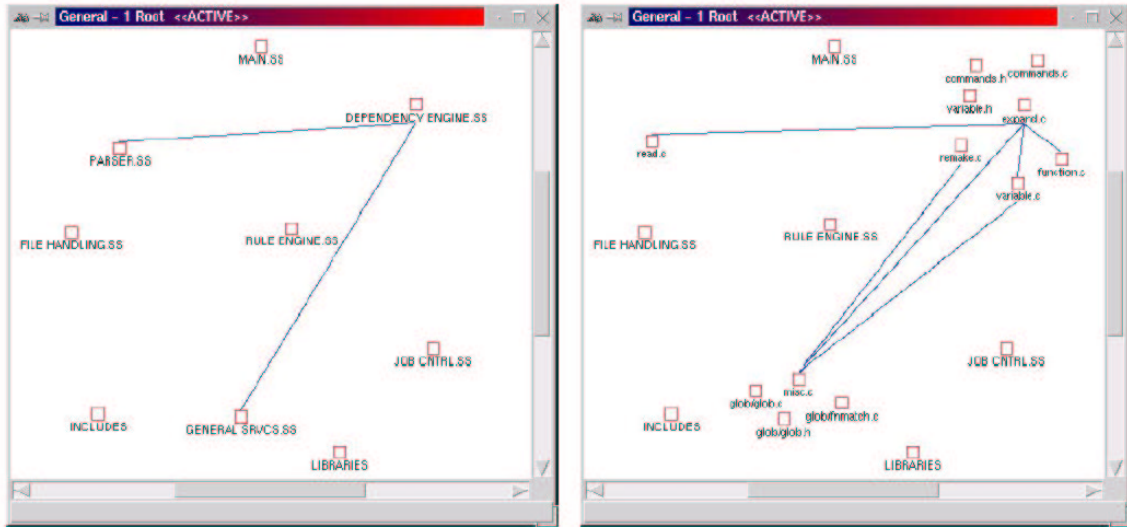 General - 1 Root <<ACTIVE>>
MAIN.SS
DEPENDENCY ENGINE.SS
PARSER.SS
FILE HANDLING.SS
RULE ENGINE.SS
JOB CNTRL.SS
INCLUDES
GENERAL SRVCS.SS
LIBRARIES
General - 1 Root <<ACTIVE>>
MAIN.SS
commands.h
commands.c
variable.h
expand.c
read.c
remake.c
function.c
variable.c
FILE HANDLING.SS
RULE ENGINE.SS
JOB CNTRL.SS
misc.c
glob/glob.c
glob/fnmatch.c
INCLUDES
glob/glob.h
LIBRARIES